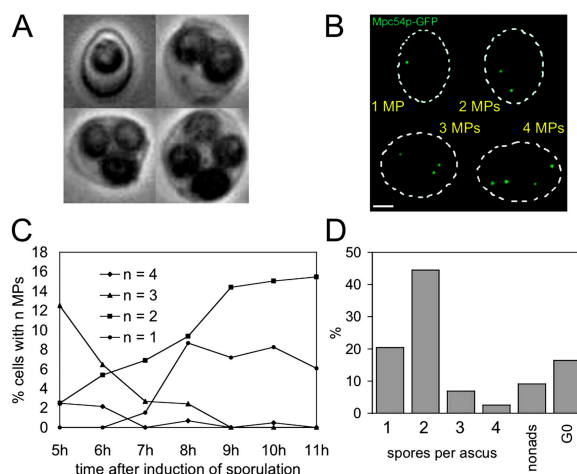 A
B
Mpc54p-GFP
1 MP
2 MPs
3 MPs
4 MPs
C
% cells with n MPs
18
16
14
12
10
8
6
4
2
0
n = 4
n = 3
n = 2
n = 1
5h 6h 7h 8h 9h 10h 11h
time after induction of sporulation
D
%
50
40
30
20
10
0
1 2 3 4 nonads G0
spores per ascus